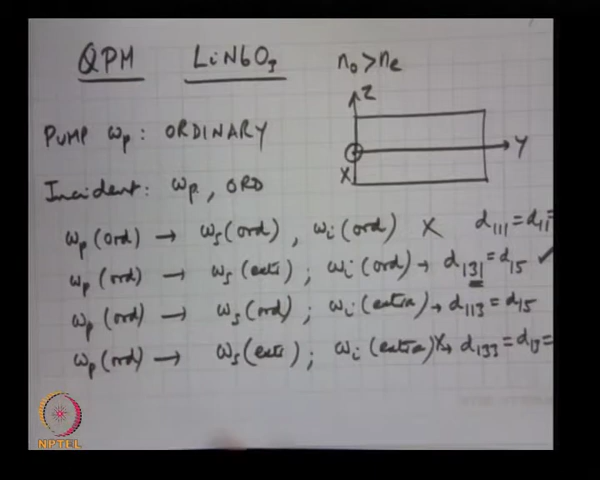 QPM LiNbO3 n₀>nₑ
Z
PUMP ωp: ORDINARY
Y
X
Incident: ωp, ORD
ωp (ord) → ωs (ord), ωi (ord) X d₁₁₁ = d₁₁ =
ωp (ord) → ωs (extr); ωi (ord) → d₁₃₁ = d₁₅ ✓
ωp (ord) → ωs (ord); ωi (extra) → d₁₁₃ = d₁₅
ωp (ord) → ωs (extr); ωi (extra) X→ d₁₃₃ = d₁₃ =
NPTEL